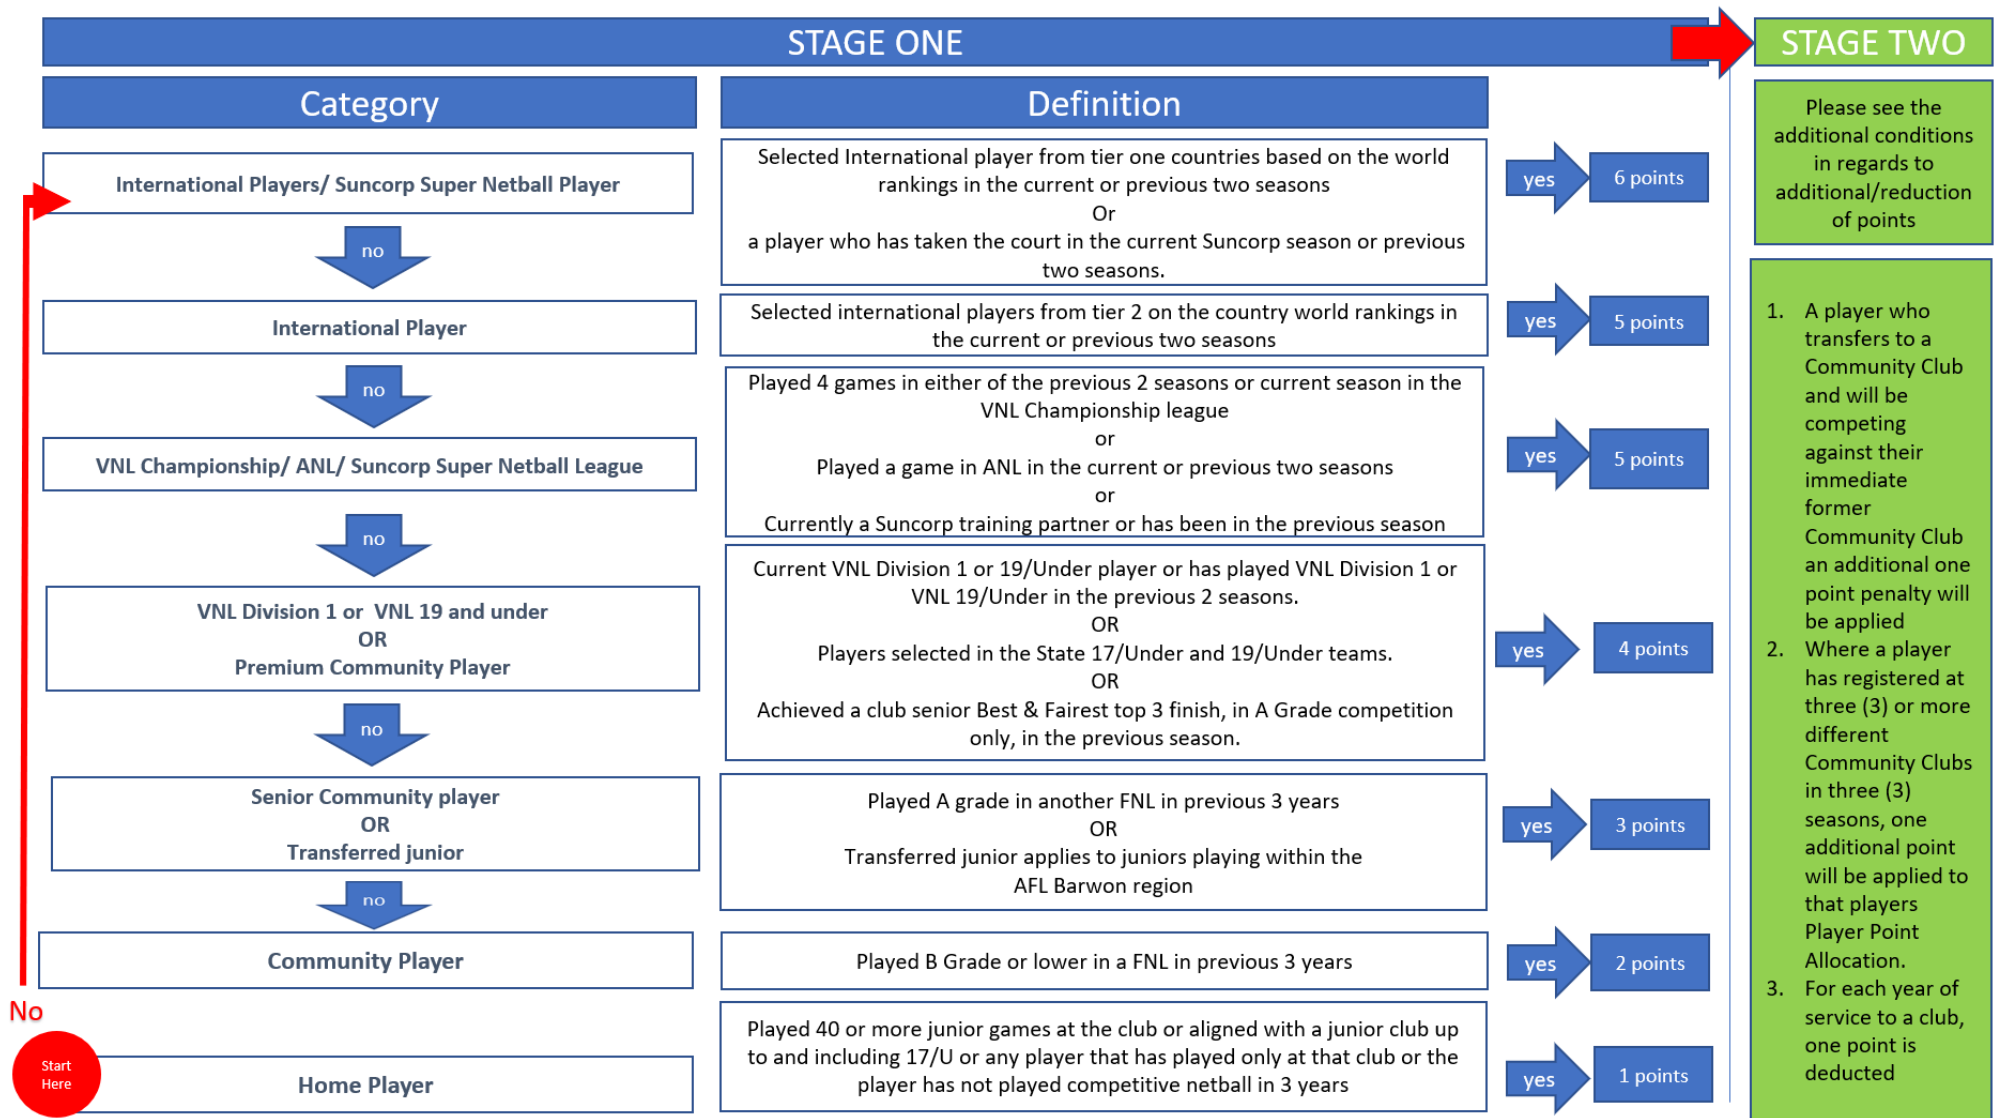 STAGE ONE
STAGE TWO
Category
Definition
Please see the
additional conditions
in regards to
additional/reduction
of points
International Players/ Suncorp Super Netball Player
Selected International player from tier one countries based on the world
rankings in the current or previous two seasons
Or
a player who has taken the court in the current Suncorp season or previous
two seasons.
yes
6 points
no
International Player
Selected international players from tier 2 on the country world rankings in
the current or previous two seasons
yes
5 points
no
VNL Championship/ ANL/ Suncorp Super Netball League
Played 4 games in either of the previous 2 seasons or current season in the
VNL Championship league
or
Played a game in ANL in the current or previous two seasons
or
Currently a Suncorp training partner or has been in the previous season
yes
5 points
no
VNL Division 1 or VNL 19 and under
OR
Premium Community Player
Current VNL Division 1 or 19/Under player or has played VNL Division 1 or
VNL 19/Under in the previous 2 seasons.
OR
Players selected in the State 17/Under and 19/Under teams.
OR
Achieved a club senior Best & Fairest top 3 finish, in A Grade competition
only, in the previous season.
yes
4 points
no
Senior Community player
OR
Transferred junior
Played A grade in another FNL in previous 3 years
OR
Transferred junior applies to juniors playing within the
AFL Barwon region
yes
3 points
no
Community Player
Played B Grade or lower in a FNL in previous 3 years
yes
2 points
No
Start
Here
Home Player
Played 40 or more junior games at the club or aligned with a junior club up
to and including 17/U or any player that has played only at that club or the
player has not played competitive netball in 3 years
yes
1 points
1. A player who
transfers to a
Community Club
and will be
competing
against their
immediate
former
Community Club
an additional one
point penalty will
be applied
2. Where a player
has registered at
three (3) or more
different
Community Clubs
in three (3)
seasons, one
additional point
will be applied to
that players
Player Point
Allocation.
3. For each year of
service to a club,
one point is
deducted